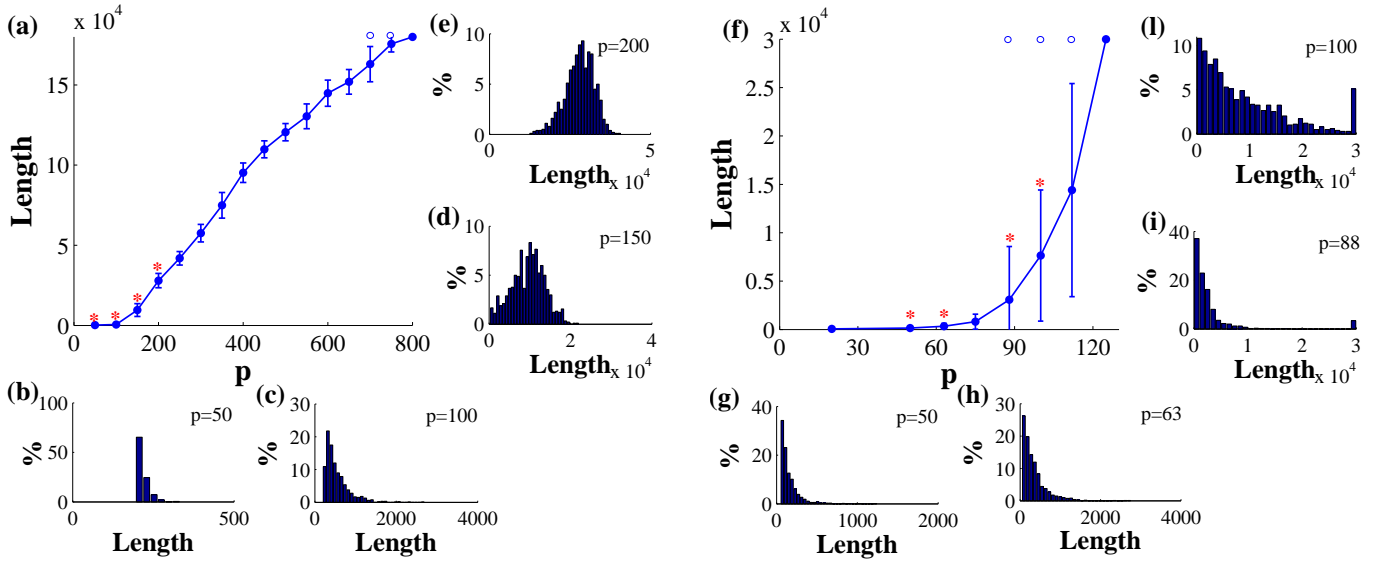 (a)
x 10^4
15
10
5
0
Length
0 200 400 600 800
p
(e)
10
5
0
%
p=200
0 5
Length x 10^4
(d)
10
8
6
4
2
0
%
p=150
0 2 4
Length x 10^4
(b)
100
50
0
%
p=50
0 500
Length
(c)
30
20
10
0
%
p=100
0 2000 4000
Length
(f)
x 10^4
3
2.5
2
1.5
1
0.5
0
Length
0 30 60 90 120
p
(l)
10
5
0
%
p=100
0 1 2 3
Length x 10^4
(i)
40
20
0
%
p=88
0 1 2 3
Length x 10^4
(g)
40
20
0
%
p=50
0 1000 2000
Length
(h)
30
20
10
0
%
p=63
0 2000 4000
Length